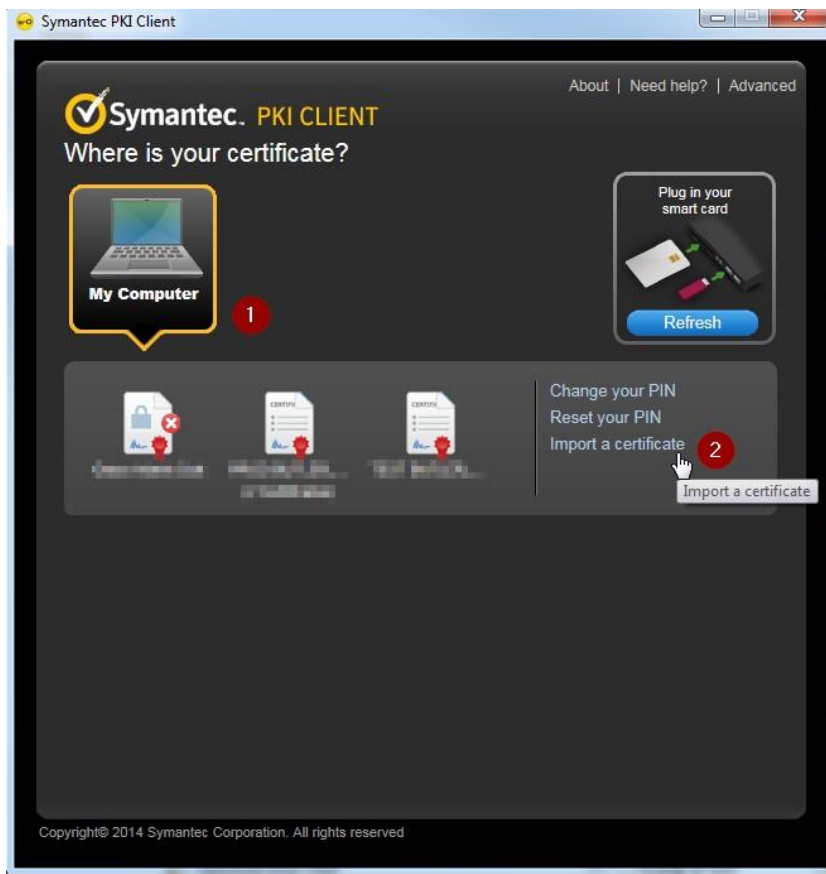 Symantec PKI Client
About | Need help? | Advanced
Symantec. PKI CLIENT
Where is your certificate?
My Computer
1
Plug in your
smart card
Refresh
CERTIFI
CERTIFI
Change your PIN
Reset your PIN
Import a certificate
2
Import a certificate
Copyright© 2014 Symantec Corporation. All rights reserved